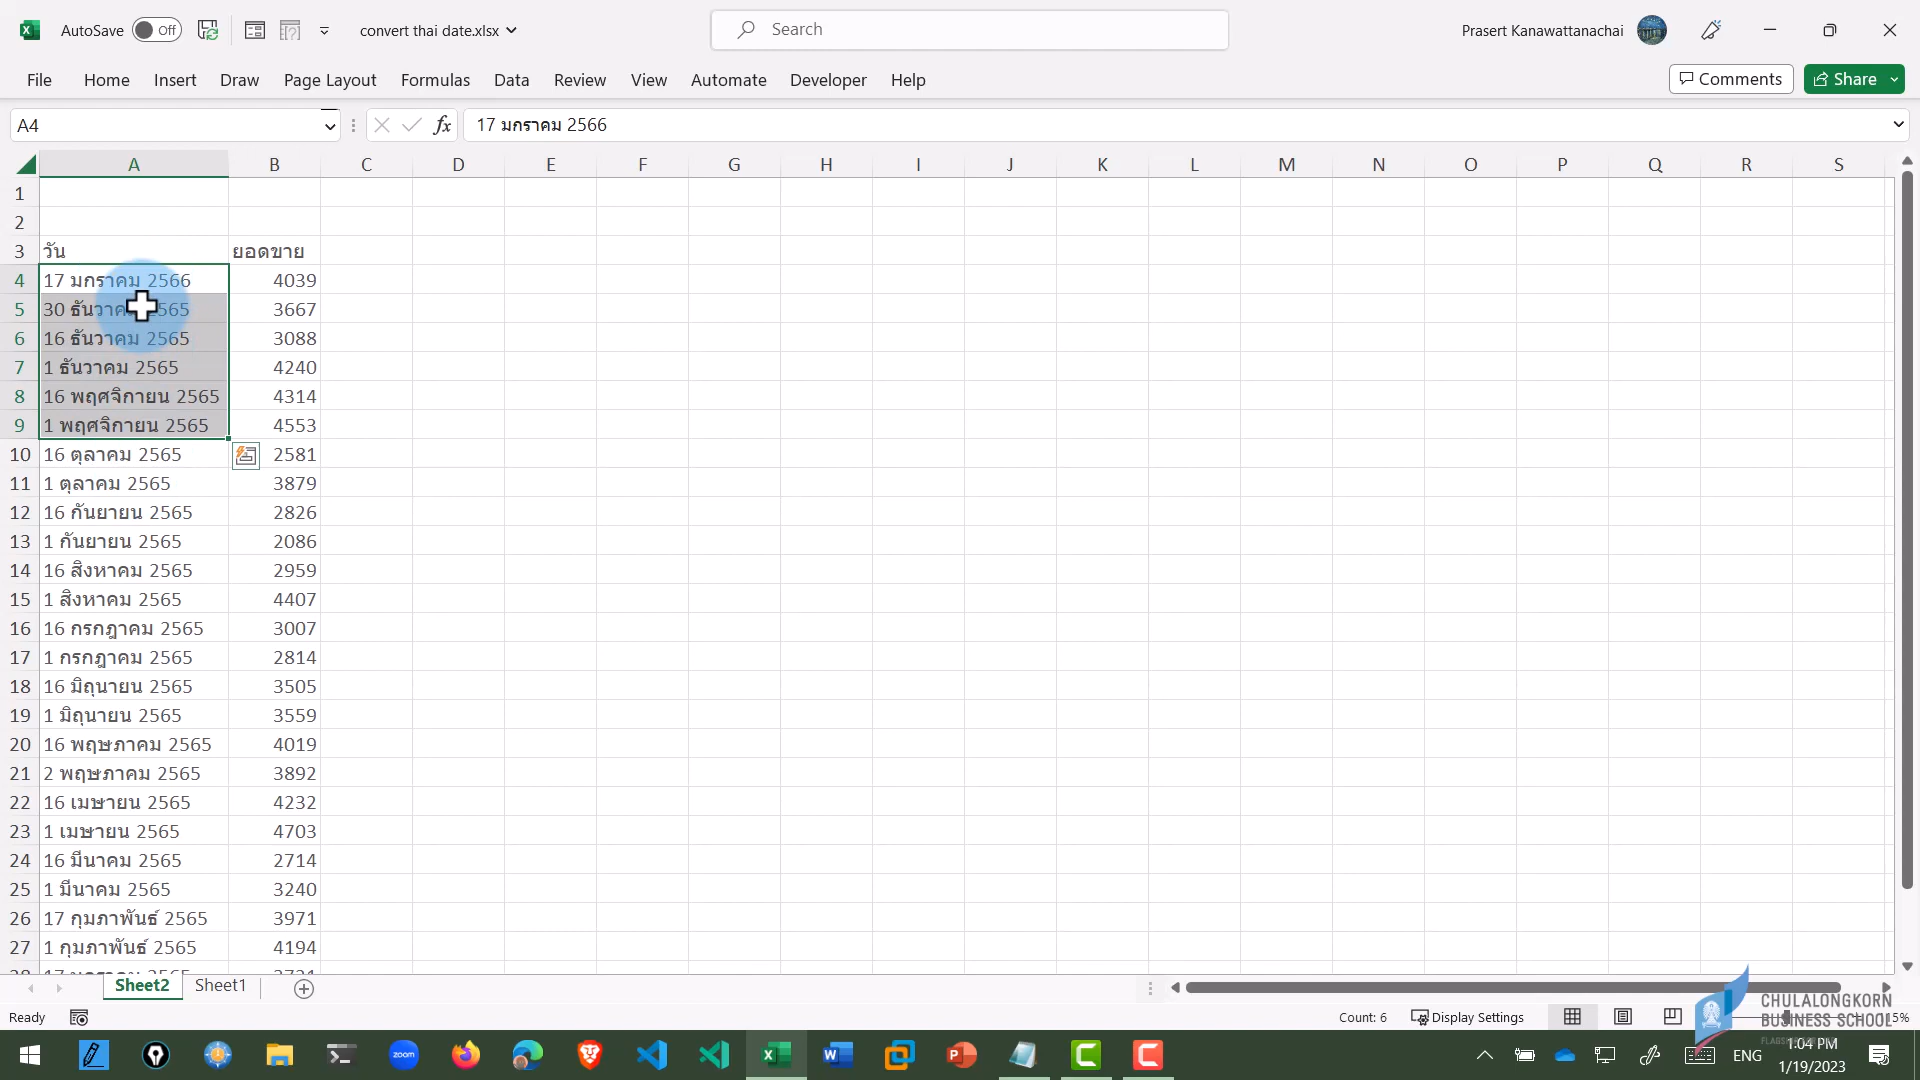 AutoSave Off convert thai date.xlsx Search Prasert Kanawattanachai
File Home Insert Draw Page Layout Formulas Data Review View Automate Developer Help Comments Share
A4 fx 17 มกราคม 2566
A B C D E F G H I J K L M N O P Q R S
1
2
3 วัน ยอดขาย
4 17 มกราคม 2566 4039
5 30 ธันวาคม 2565 3667
6 16 ธันวาคม 2565 3088
7 1 ธันวาคม 2565 4240
8 16 พฤศจิกายน 2565 4314
9 1 พฤศจิกายน 2565 4553
10 16 ตุลาคม 2565 2581
11 1 ตุลาคม 2565 3879
12 16 กันยายน 2565 2826
13 1 กันยายน 2565 2086
14 16 สิงหาคม 2565 2959
15 1 สิงหาคม 2565 4407
16 16 กรกฎาคม 2565 3007
17 1 กรกฎาคม 2565 2814
18 16 มิถุนายน 2565 3505
19 1 มิถุนายน 2565 3559
20 16 พฤษภาคม 2565 4019
21 2 พฤษภาคม 2565 3892
22 16 เมษายน 2565 4232
23 1 เมษายน 2565 4703
24 16 มีนาคม 2565 2714
25 1 มีนาคม 2565 3240
26 17 กุมภาพันธ์ 2565 3971
27 1 กุมภาพันธ์ 2565 4194
Sheet2 Sheet1
CHULALONGKORN
BUSINESS SCHOOL
Ready Count: 6 Display Settings
zoom ENG 1:04 PM
1/19/2023